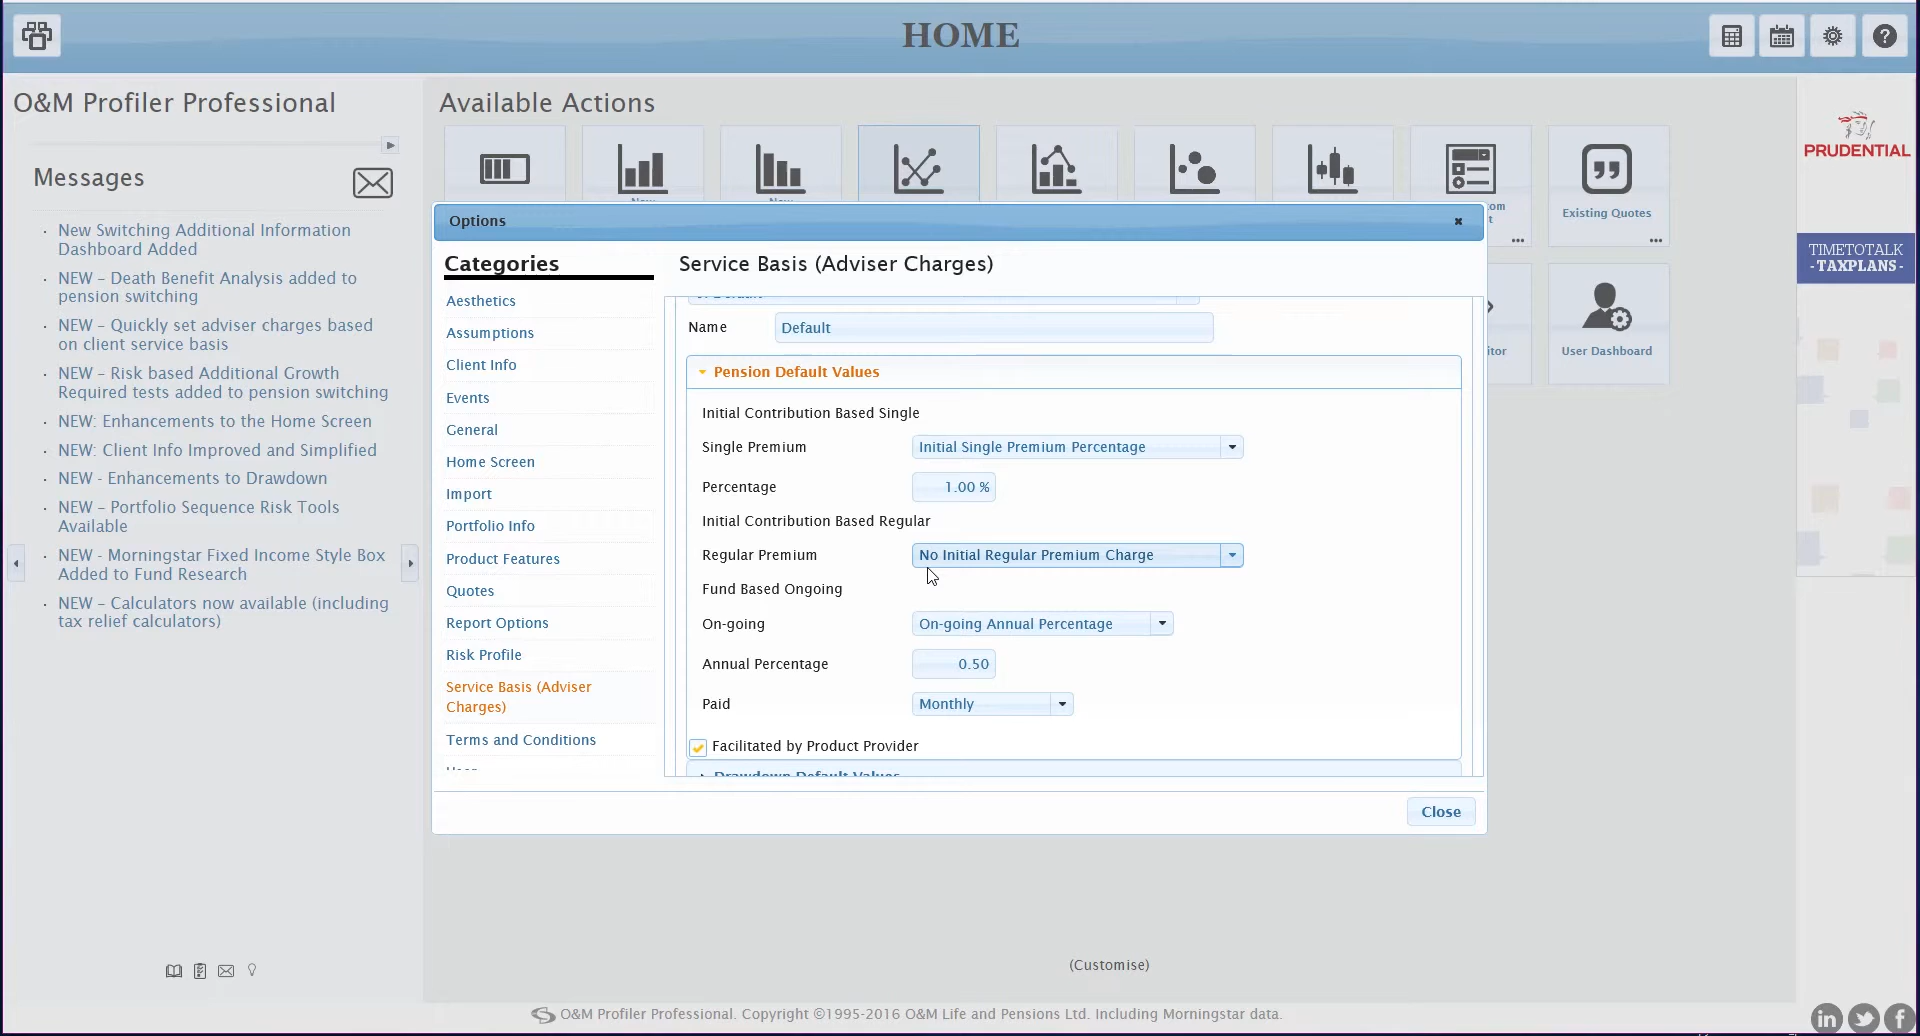 HOME
O&M Profiler Professional
Messages
New Switching Additional Information
Dashboard Added
NEW – Death Benefit Analysis added to
pension switching
NEW – Quickly set adviser charges based
on client service basis
NEW – Risk based Additional Growth
Required tests added to pension switching
NEW: Enhancements to the Home Screen
NEW: Client Info Improved and Simplified
NEW - Enhancements to Drawdown
NEW – Portfolio Sequence Risk Tools
Available
NEW - Morningstar Fixed Income Style Box
Added to Fund Research
NEW – Calculators now available (including
tax relief calculators)
Available Actions
Existing Quotes
User Dashboard
PRUDENTIAL
TIMETOTALK
- TAXPLANS -
Options
Categories
Aesthetics
Assumptions
Client Info
Events
General
Home Screen
Import
Portfolio Info
Product Features
Quotes
Report Options
Risk Profile
Service Basis (Adviser
Charges)
Terms and Conditions
Service Basis (Adviser Charges)
Name Default
Pension Default Values
Initial Contribution Based Single
Single Premium Initial Single Premium Percentage
Percentage 1.00 %
Initial Contribution Based Regular
Regular Premium No Initial Regular Premium Charge
Fund Based Ongoing
On-going On-going Annual Percentage
Annual Percentage 0.50
Paid Monthly
Facilitated by Product Provider
Drawdown Default Values
Close
(Customise)
O&M Profiler Professional. Copyright ©1995-2016 O&M Life and Pensions Ltd. Including Morningstar data.